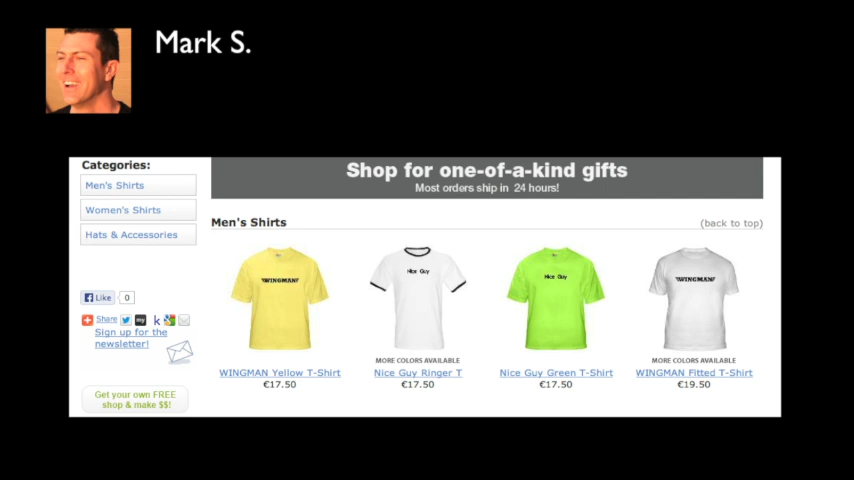 Mark S.
Categories:
Men's Shirts
Women's Shirts
Hats & Accessories
Like 0
Share my k
Sign up for the
newsletter!
Get your own FREE
shop & make $$!
Shop for one-of-a-kind gifts
Most orders ship in 24 hours!
Men's Shirts (back to top)
WINGMAN Nice Guy Nice Guy WINGMAN
MORE COLORS AVAILABLE MORE COLORS AVAILABLE
WINGMAN Yellow T-Shirt Nice Guy Ringer T Nice Guy Green T-Shirt WINGMAN Fitted T-Shirt
€17.50 €17.50 €17.50 €19.50